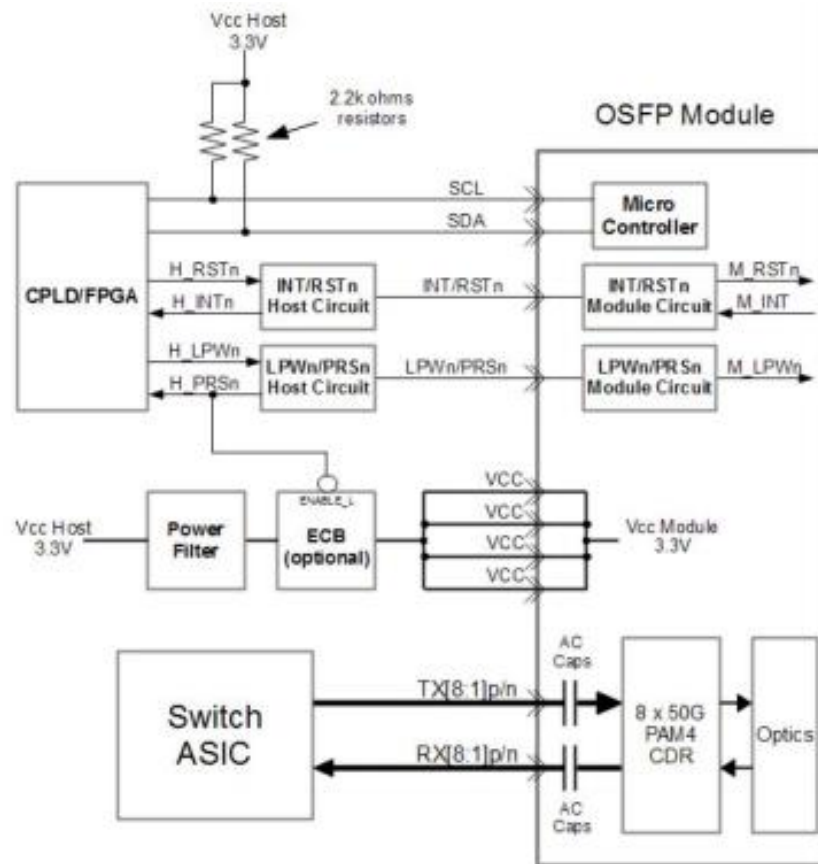 Vcc Host
3.3V
2.2k ohms
resistors
OSFP Module
SCL
SDA
Micro
Controller
CPLD/FPGA
H_RSTn
H_INTn
INT/RSTn
Host Circuit
INT/RSTn
INT/RSTn
Module Circuit
M_RSTn
M_INT
H_LPWn
H_PRSn
LPWn/PRSn
Host Circuit
LPWn/PRSn
LPWn/PRSn
Module Circuit
M_LPWn
ENABLE_L
Vcc Host
3.3V
Power
Filter
ECB
(optional)
VCC
VCC
VCC
VCC
Vcc Module
3.3V
Switch
ASIC
TX[8:1]p/n
RX[8:1]p/n
AC
Caps
AC
Caps
8 x 50G
PAM4
CDR
Optics